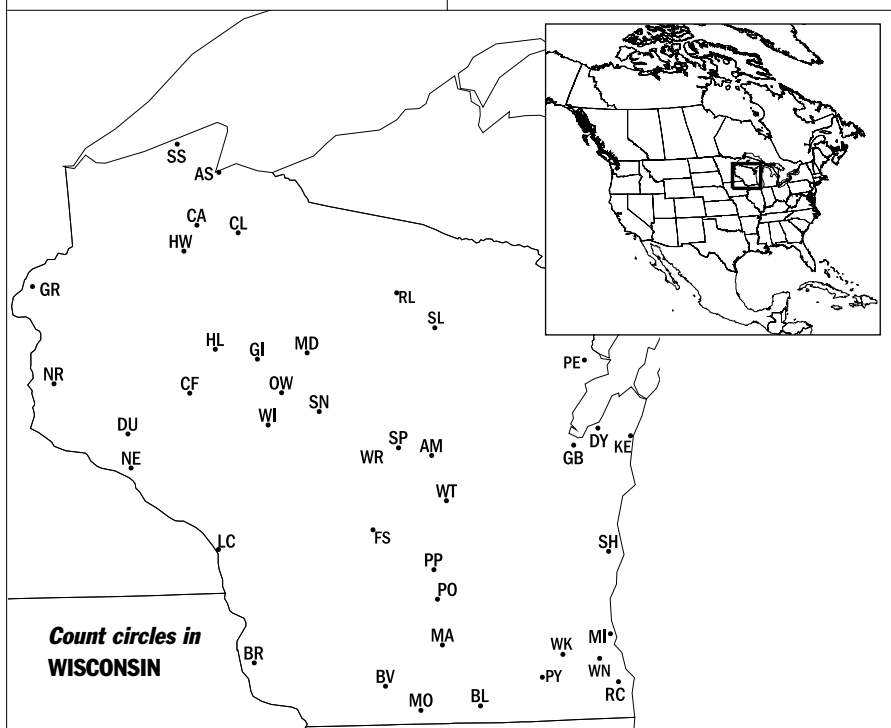 SS
AS
CA
CL
HW
GR
RL
SL
HL
GI
MD
PE
NR
CF
OW
SN
WI
DU
DY
SP
KE
WR
AM
GB
NE
WT
FS
LC
SH
PP
PO
Count circles in
WISCONSIN
MA
WK
MI
BR
WN
BV
PY
RC
MO
BL